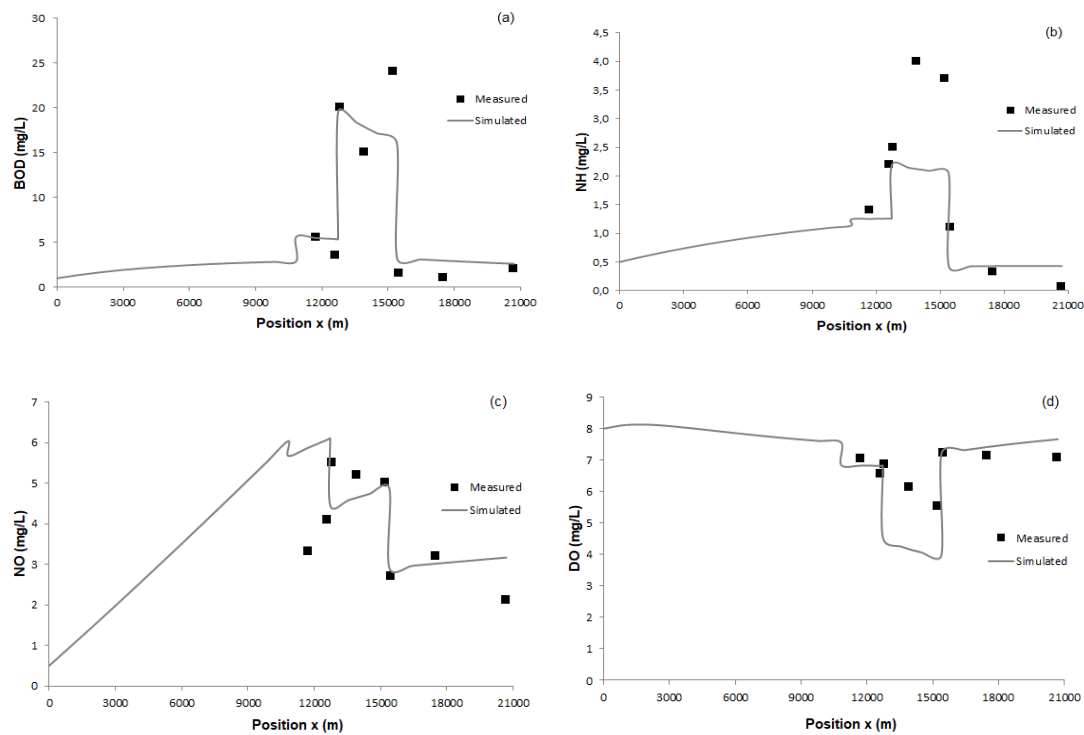 (a)
30
25
20
15
10
5
0
BOD (mg/L)
Measured
Simulated
0 3000 6000 9000 12000 15000 18000 21000
Position x (m)
(b)
4,5
4,0
3,5
3,0
2,5
2,0
1,5
1,0
0,5
0,0
NH (mg/L)
Measured
Simulated
0 3000 6000 9000 12000 15000 18000 21000
Position x (m)
(c)
7
6
5
4
3
2
1
0
NO (mg/L)
Measured
Simulated
0 3000 6000 9000 12000 15000 18000 21000
Position x (m)
(d)
9
8
7
6
5
4
3
2
1
0
DO (mg/L)
Measured
Simulated
0 3000 6000 9000 12000 15000 18000 21000
Position x (m)